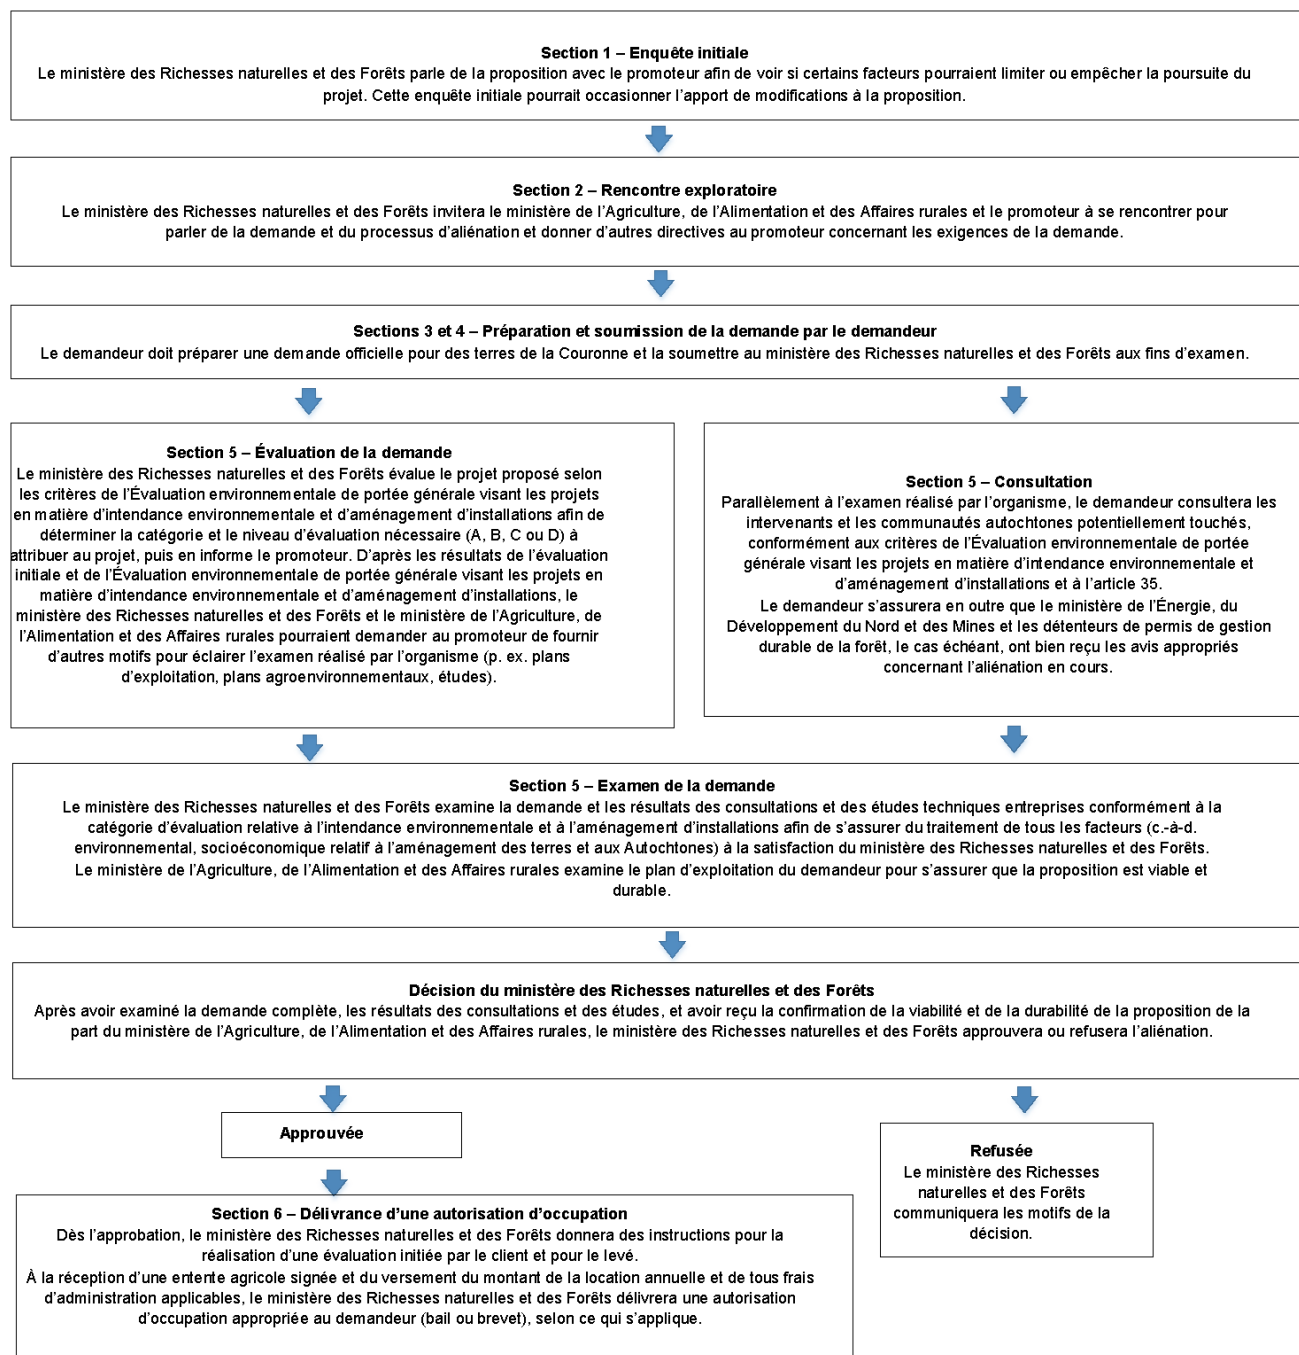 Section 1 – Enquête initiale
Le ministère des Richesses naturelles et des Forêts parle de la proposition avec le promoteur afin de voir si certains facteurs pourraient limiter ou empêcher la poursuite du
projet. Cette enquête initiale pourrait occasionner l’apport de modifications à la proposition.
Section 2 – Rencontre exploratoire
Le ministère des Richesses naturelles et des Forêts invitera le ministère de l’Agriculture, de l’Alimentation et des Affaires rurales et le promoteur à se rencontrer pour
parler de la demande et du processus d’aliénation et donner d’autres directives au promoteur concernant les exigences de la demande.
Sections 3 et 4 – Préparation et soumission de la demande par le demandeur
Le demandeur doit préparer une demande officielle pour des terres de la Couronne et la soumettre au ministère des Richesses naturelles et des Forêts aux fins d’examen.
Section 5 – Évaluation de la demande
Le ministère des Richesses naturelles et des Forêts évalue le projet proposé selon
les critères de l’Évaluation environnementale de portée générale visant les projets
en matière d’intendance environnementale et d’aménagement d’installations afin de
déterminer la catégorie et le niveau d’évaluation nécessaire (A, B, C ou D) à
attribuer au projet, puis en informe le promoteur. D’après les résultats de l’évaluation
initiale et de l’Évaluation environnementale de portée générale visant les projets en
matière d’intendance environnementale et d’aménagement d’installations, le
ministère des Richesses naturelles et des Forêts et le ministère de l’Agriculture, de
l’Alimentation et des Affaires rurales pourraient demander au promoteur de fournir
d’autres motifs pour éclairer l’examen réalisé par l’organisme (p. ex. plans
d’exploitation, plans agroenvironnementaux, études).
Section 5 – Consultation
Parallèlement à l’examen réalisé par l’organisme, le demandeur consultera les
intervenants et les communautés autochtones potentiellement touchés,
conformément aux critères de l’Évaluation environnementale de portée
générale visant les projets en matière d’intendance environnementale et
d’aménagement d’installations et à l’article 35.
Le demandeur s’assurera en outre que le ministère de l’Énergie, du
Développement du Nord et des Mines et les détenteurs de permis de gestion
durable de la forêt, le cas échéant, ont bien reçu les avis appropriés
concernant l’aliénation en cours.
Section 5 – Examen de la demande
Le ministère des Richesses naturelles et des Forêts examine la demande et les résultats des consultations et des études techniques entreprises conformément à la
catégorie d’évaluation relative à l’intendance environnementale et à l’aménagement d’installations afin de s’assurer du traitement de tous les facteurs (c.-à-d.
environnemental, socioéconomique relatif à l’aménagement des terres et aux Autochtones) à la satisfaction du ministère des Richesses naturelles et des Forêts.
Le ministère de l’Agriculture, de l’Alimentation et des Affaires rurales examine le plan d’exploitation du demandeur pour s’assurer que la proposition est viable et
durable.
Décision du ministère des Richesses naturelles et des Forêts
Après avoir examiné la demande complète, les résultats des consultations et des études, et avoir reçu la confirmation de la viabilité et de la durabilité de la proposition de la
part du ministère de l’Agriculture, de l’Alimentation et des Affaires rurales, le ministère des Richesses naturelles et des Forêts approuvera ou refusera l’aliénation.
Approuvée
Refusée
Le ministère des Richesses
naturelles et des Forêts
communiquera les motifs de la
décision.
Section 6 – Délivrance d’une autorisation d’occupation
Dès l’approbation, le ministère des Richesses naturelles et des Forêts donnera des instructions pour la
réalisation d’une évaluation initiée par le client et pour le levé.
À la réception d’une entente agricole signée et du versement du montant de la location annuelle et de tous frais
d’administration applicables, le ministère des Richesses naturelles et des Forêts délivrera une autorisation
d’occupation appropriée au demandeur (bail ou brevet), selon ce qui s’applique.